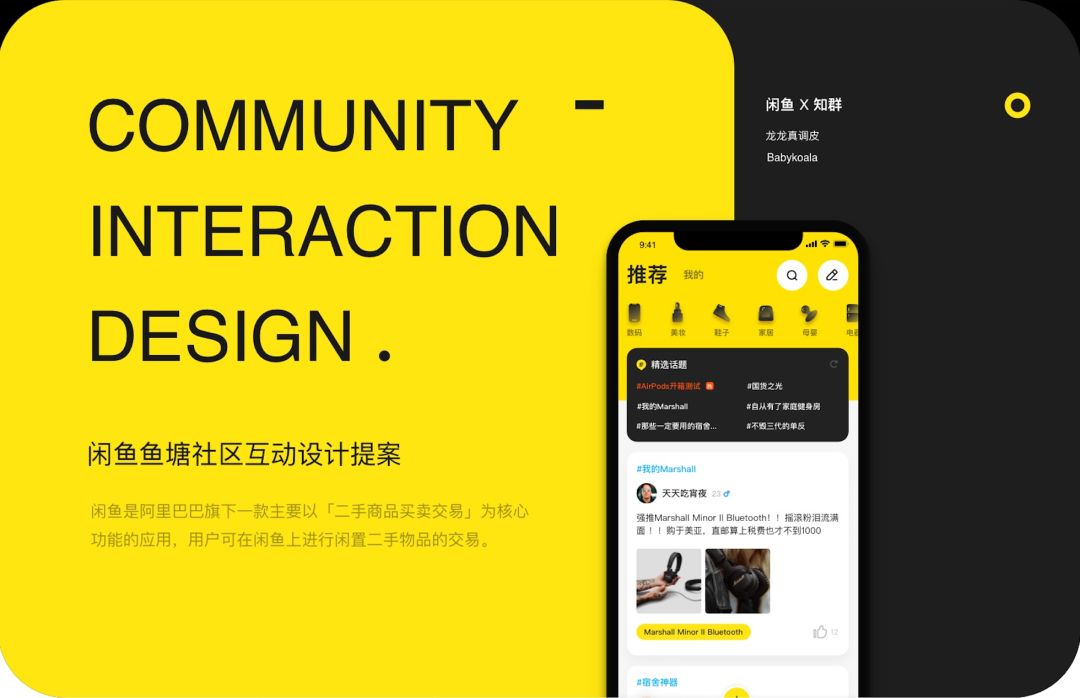 COMMUNITY
INTERACTION
DESIGN .
闲鱼鱼塘社区互动设计提案
闲鱼是阿里巴巴旗下一款主要以「二手商品买卖交易」为核心
功能的应用，用户可在闲鱼上进行闲置二手物品的交易。
闲鱼 X 知群
龙龙真调皮
Babykoala
9:41
推荐 我的
数码 美妆 鞋子 家居 母婴
# 精选话题
#AirPods开箱测试 热 #国货之光
#我的Marshall #自从有了家庭健身房
#那些一定要用的宿舍... #不毁三代的单反
#我的Marshall
天天吃宵夜 23 ♂
强推Marshall Minor II Bluetooth！！摇滚粉泪流满
面！！购于美亚，直邮算上税费也才不到1000
Marshall Minor II Bluetooth 12
#宿舍神器